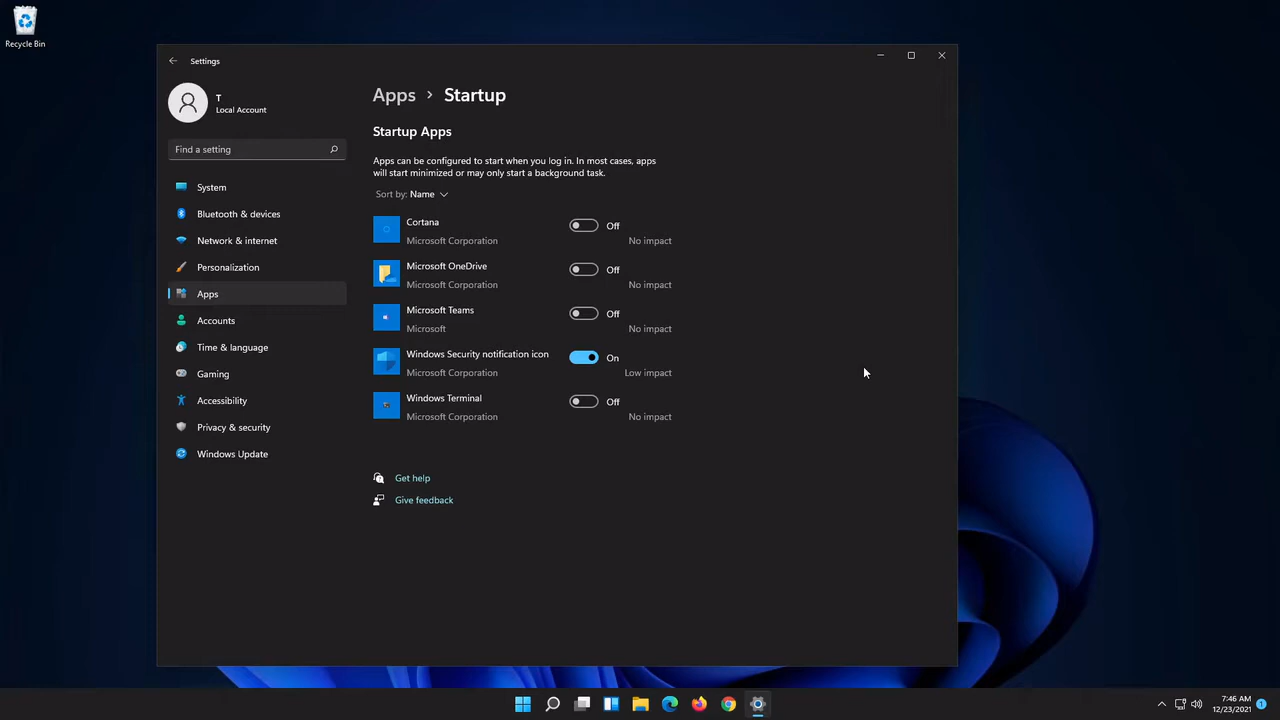 Recycle Bin
Settings
T
Local Account
Find a setting
System
Bluetooth & devices
Network & internet
Personalization
Apps
Accounts
Time & language
Gaming
Accessibility
Privacy & security
Windows Update
Apps › Startup
Startup Apps
Apps can be configured to start when you log in. In most cases, apps
will start minimized or may only start a background task.
Sort by: Name
Cortana
Microsoft Corporation
Off
No impact
Microsoft OneDrive
Microsoft Corporation
Off
No impact
Microsoft Teams
Microsoft
Off
No impact
Windows Security notification icon
Microsoft Corporation
On
Low impact
Windows Terminal
Microsoft Corporation
Off
No impact
Get help
Give feedback
7:46 AM
12/23/2021
1